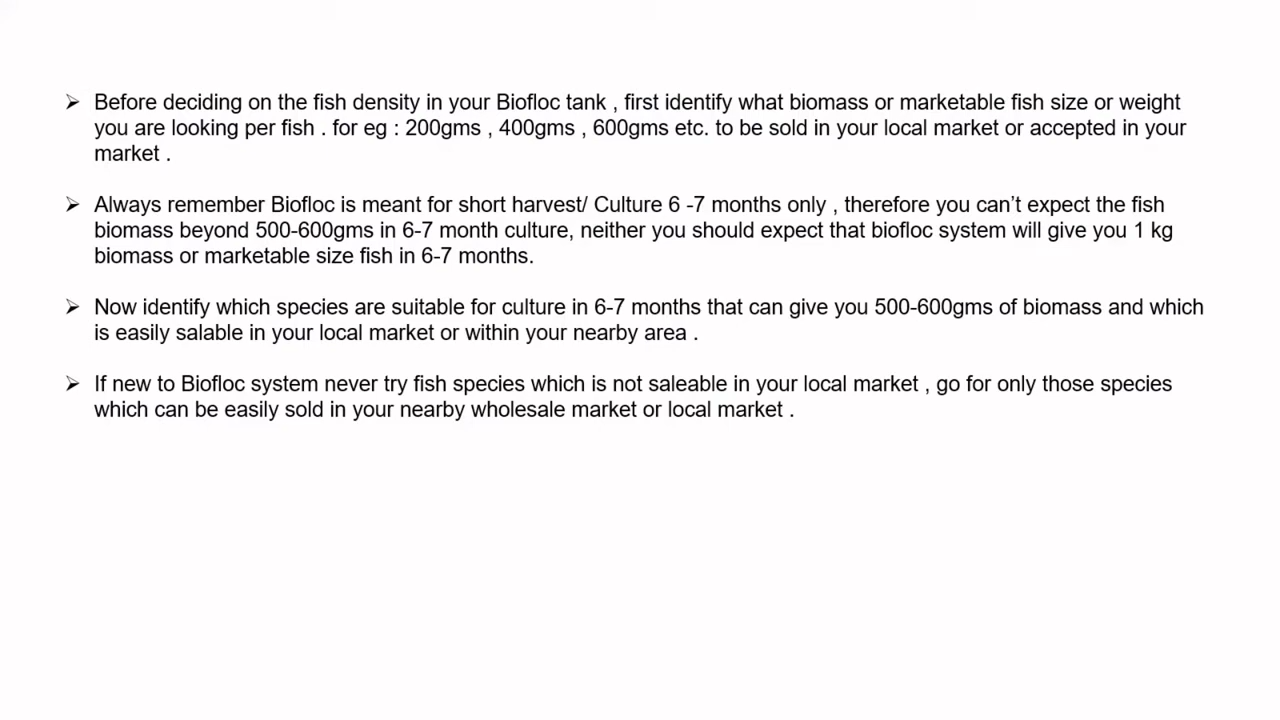 ➢ Before deciding on the fish density in your Biofloc tank , first identify what biomass or marketable fish size or weight
you are looking per fish . for eg : 200gms , 400gms , 600gms etc. to be sold in your local market or accepted in your
market .
➢ Always remember Biofloc is meant for short harvest/ Culture 6 -7 months only , therefore you can’t expect the fish
biomass beyond 500-600gms in 6-7 month culture, neither you should expect that biofloc system will give you 1 kg
biomass or marketable size fish in 6-7 months.
➢ Now identify which species are suitable for culture in 6-7 months that can give you 500-600gms of biomass and which
is easily salable in your local market or within your nearby area .
➢ If new to Biofloc system never try fish species which is not saleable in your local market , go for only those species
which can be easily sold in your nearby wholesale market or local market .